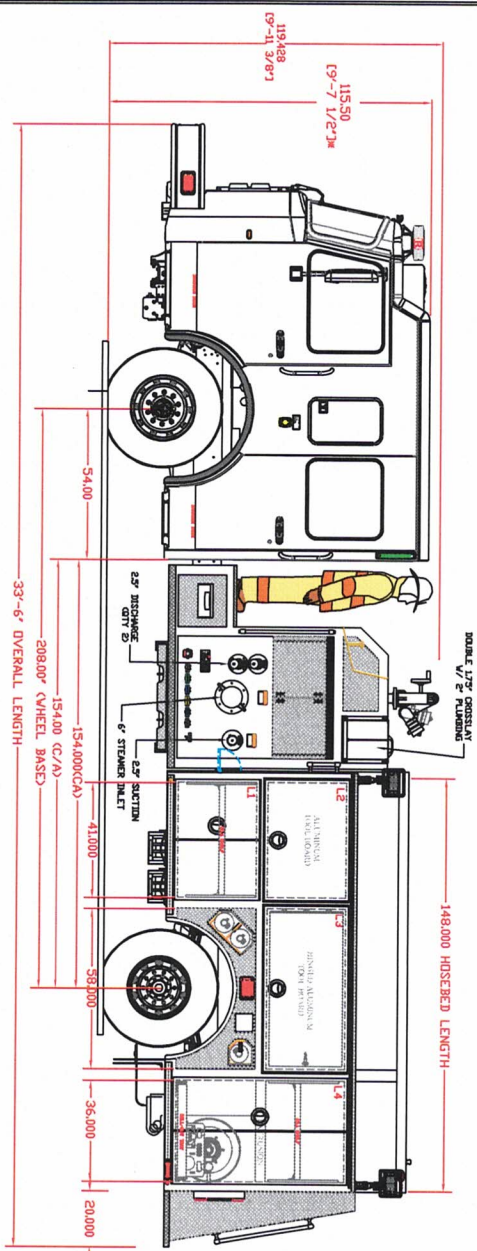 119.428
[9'-11 3/8"]
115.50
[9'-7 1/2"]*
DOUBLE 1.75" CROSSLAY
W/ 2" PLUMBING
148.000 HOSEBED LENGTH
L2
ALUMINUM
TOOL BOARD
L3
HINGED ALUMINUM
TOOL BOARD
L1
L4
2.5" DISCHARGE
(QTY 2)
6" STEAMER INLET
2.5" SUCTION
54.00
41.000
58.000
36.000
20.000
154.000(CA)
154.00 (C/A)
208.00" (WHEEL BASE)
33'-6" OVERALL LENGTH